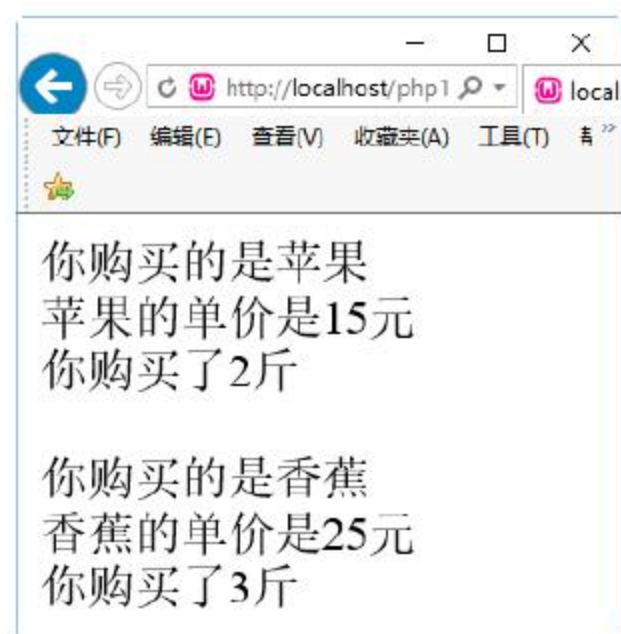 http://localhost/php1
local
文件(F) 编辑(E) 查看(V) 收藏夹(A) 工具(T)
你购买的是苹果
苹果的单价是15元
你购买了2斤
你购买的是香蕉
香蕉的单价是25元
你购买了3斤